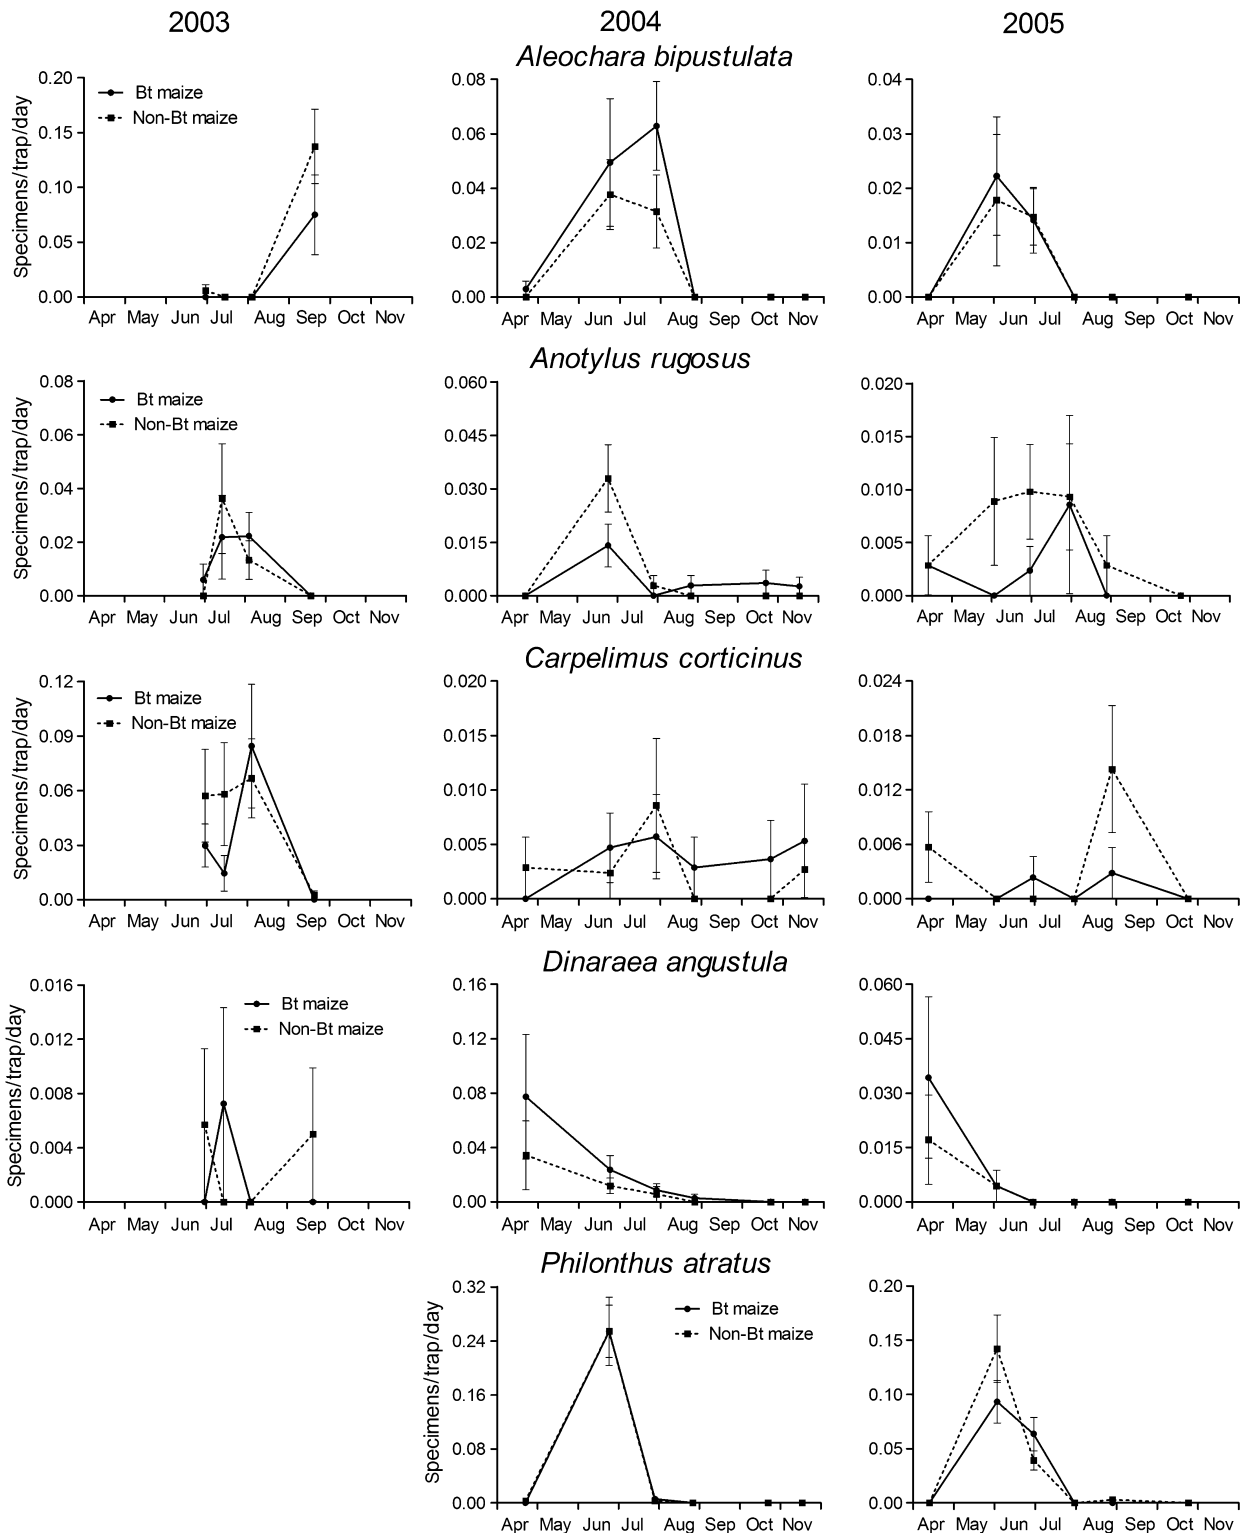 2003 2004 2005
Aleochara bipustulata
Specimens/trap/day
0.20 0.15 0.10 0.05 0.00
Bt maize
Non-Bt maize
Apr May Jun Jul Aug Sep Oct Nov
0.08 0.06 0.04 0.02 0.00
Apr May Jun Jul Aug Sep Oct Nov
0.04 0.03 0.02 0.01 0.00
Apr May Jun Jul Aug Sep Oct Nov
Anotylus rugosus
Specimens/trap/day
0.08 0.06 0.04 0.02 0.00
Bt maize
Non-Bt maize
Apr May Jun Jul Aug Sep Oct Nov
0.060 0.045 0.030 0.015 0.000
Apr May Jun Jul Aug Sep Oct Nov
0.020 0.015 0.010 0.005 0.000
Apr May Jun Jul Aug Sep Oct Nov
Carpelimus corticinus
Specimens/trap/day
0.12 0.09 0.06 0.03 0.00
Bt maize
Non-Bt maize
Apr May Jun Jul Aug Sep Oct Nov
0.020 0.015 0.010 0.005 0.000
Apr May Jun Jul Aug Sep Oct Nov
0.024 0.018 0.012 0.006 0.000
Apr May Jun Jul Aug Sep Oct Nov
Dinaraea angustula
Specimens/trap/day
0.016 0.012 0.008 0.004 0.000
Bt maize
Non-Bt maize
Apr May Jun Jul Aug Sep Oct Nov
0.16 0.12 0.08 0.04 0.00
Apr May Jun Jul Aug Sep Oct Nov
0.060 0.045 0.030 0.015 0.000
Apr May Jun Jul Aug Sep Oct Nov
Philonthus atratus
Specimens/trap/day
0.32 0.24 0.16 0.08 0.00
Bt maize
Non-Bt maize
Apr May Jun Jul Aug Sep Oct Nov
0.20 0.15 0.10 0.05 0.00
Apr May Jun Jul Aug Sep Oct Nov